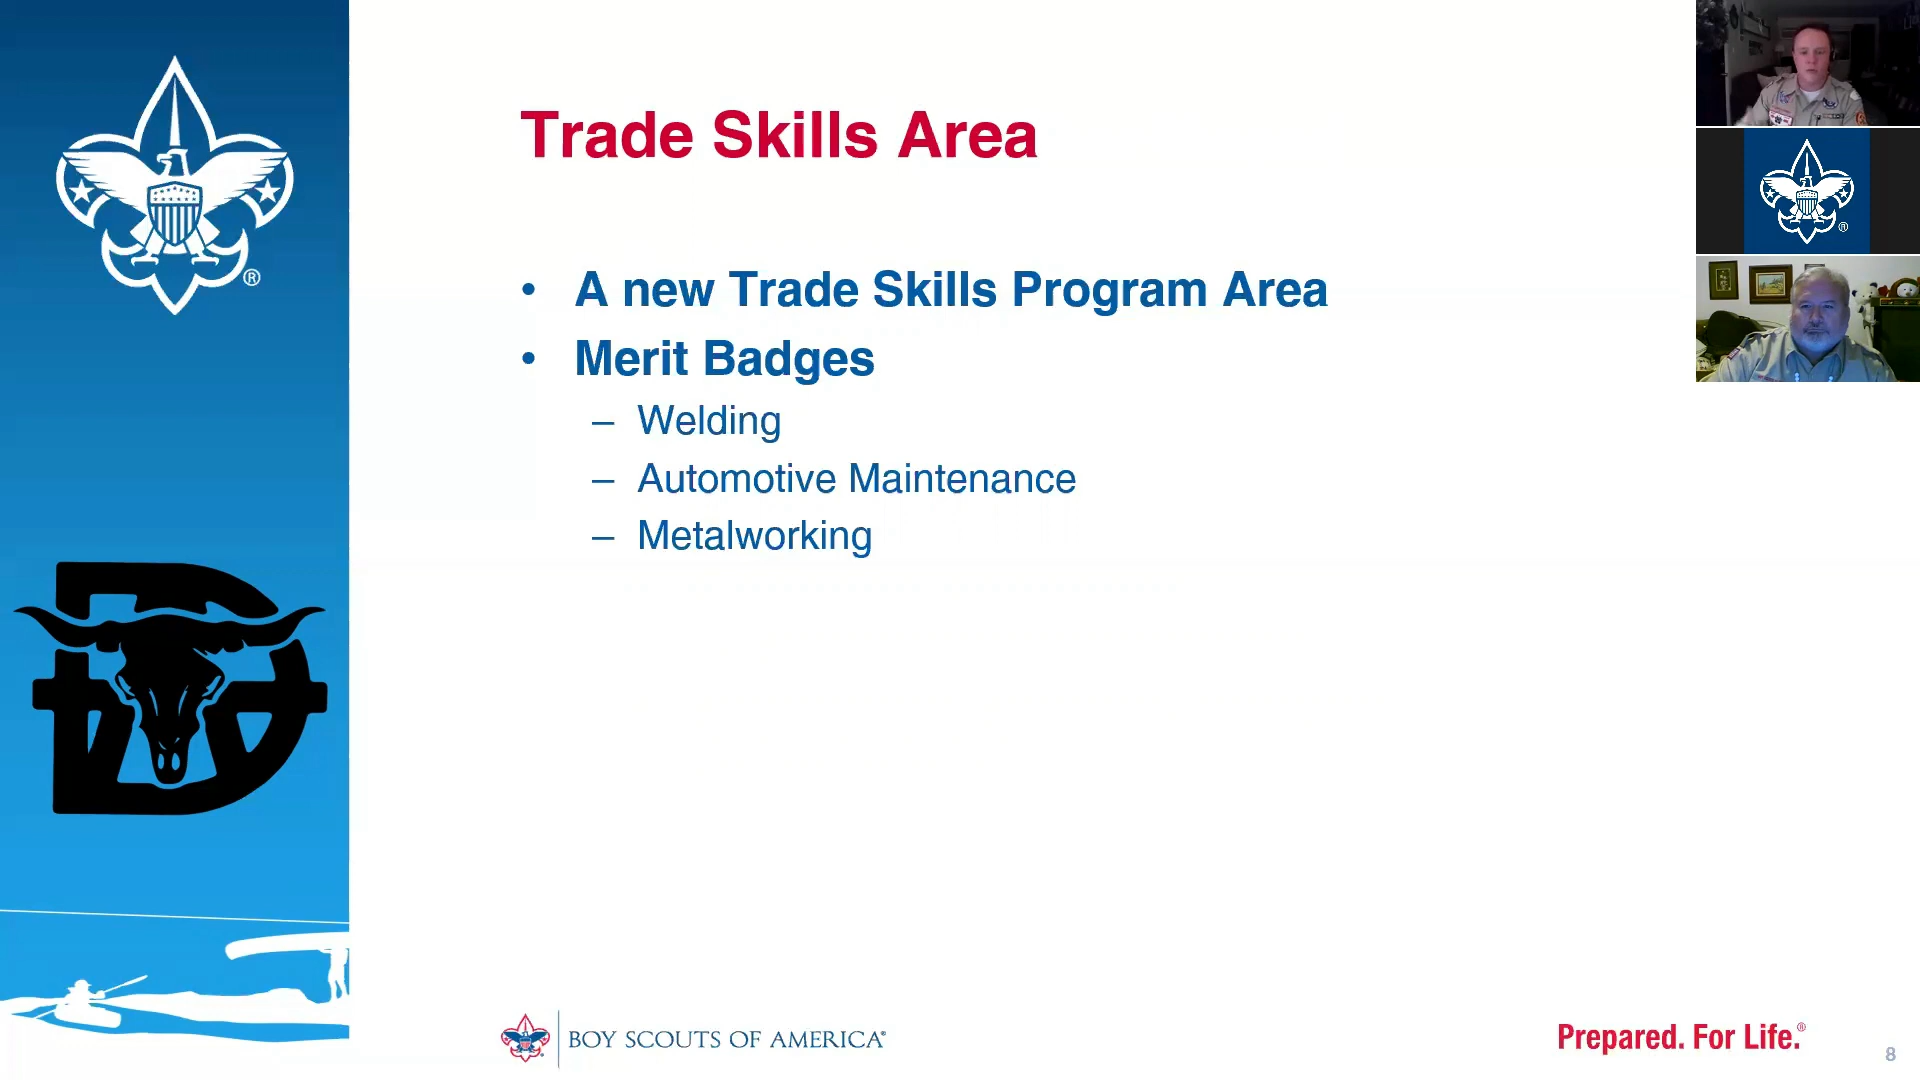 Trade Skills Area
• A new Trade Skills Program Area
• Merit Badges
– Welding
– Automotive Maintenance
– Metalworking
®
®
BOY SCOUTS OF AMERICA®
Prepared. For Life.®
8